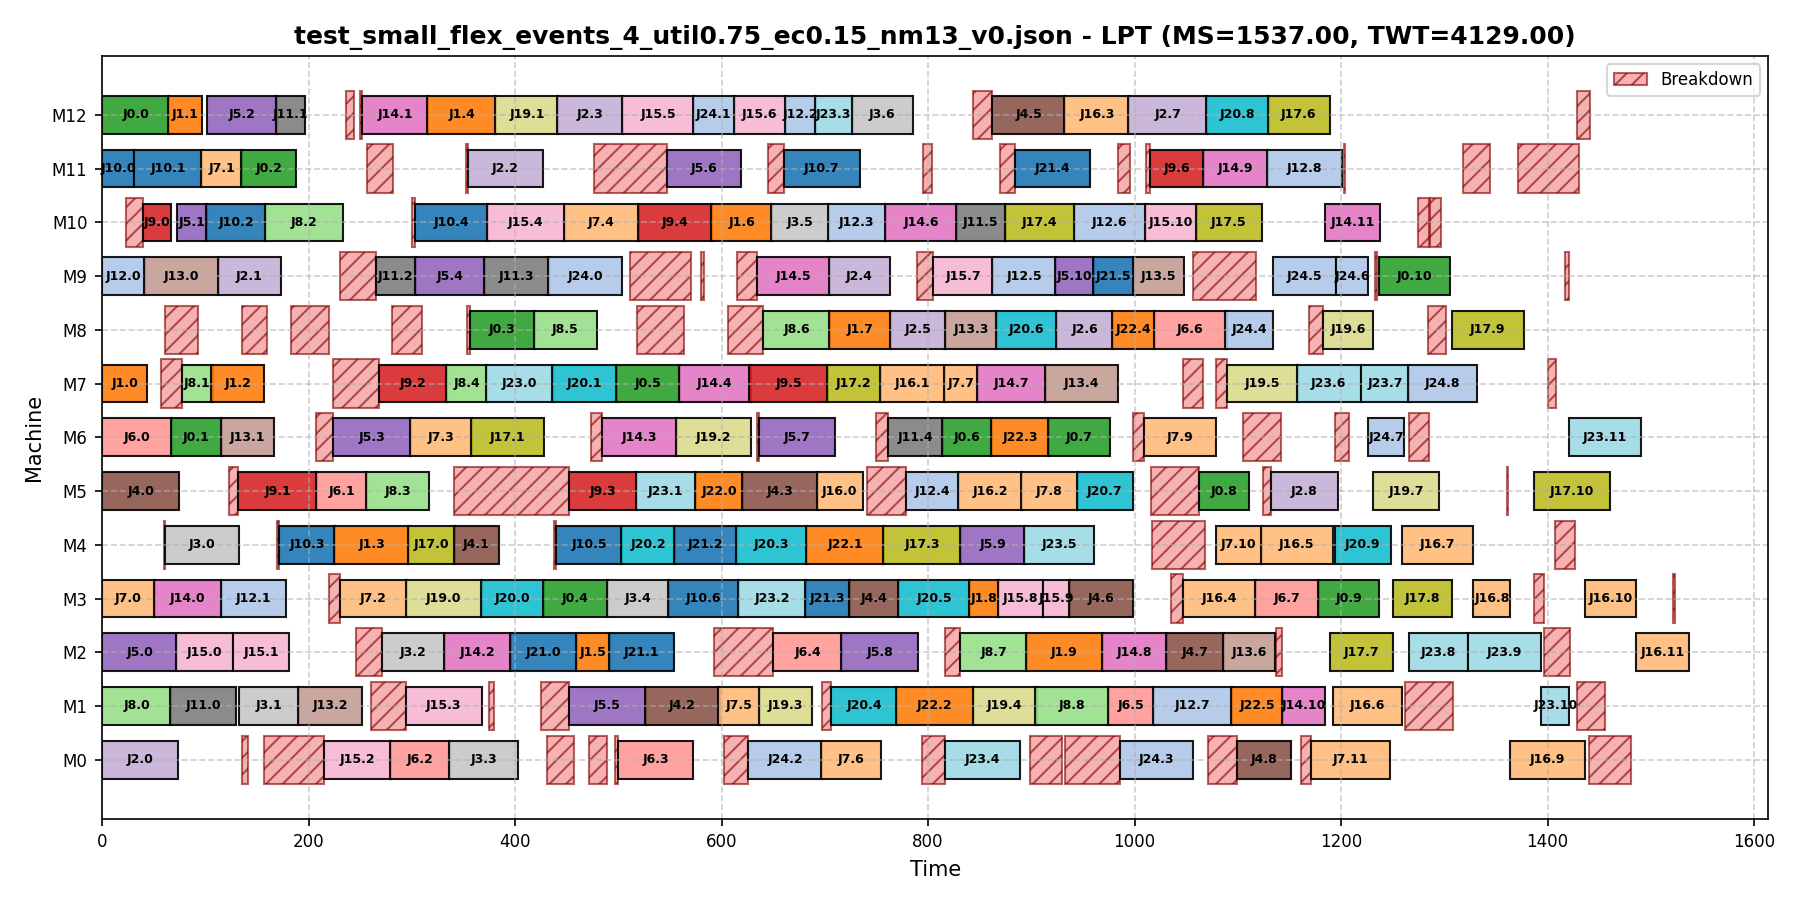 test_small_flex_events_4_util0.75_ec0.15_nm13_v0.json - LPT (MS=1537.00, TWT=4129.00)
Breakdown
M12 J0.0 J1.1 J5.2 J11.1 J14.1 J1.4 J19.1 J2.3 J15.5 J24.1 J15.6 J12.2 J23.3 J3.6 J4.5 J16.3 J2.7 J20.8 J17.6
M11 J10.0 J10.1 J7.1 J0.2 J2.2 J5.6 J10.7 J21.4 J9.6 J14.9 J12.8
M10 J9.0 J5.1 J10.2 J8.2 J10.4 J15.4 J7.4 J9.4 J1.6 J3.5 J12.3 J14.6 J11.5 J17.4 J12.6 J15.10 J17.5 J14.11
M9 J12.0 J13.0 J2.1 J11.2 J5.4 J11.3 J24.0 J14.5 J2.4 J15.7 J12.5 J5.10 J21.5 J13.5 J24.5 J24.6 J0.10
M8 J0.3 J8.5 J8.6 J1.7 J2.5 J13.3 J20.6 J2.6 J22.4 J6.6 J24.4 J19.6 J17.9
M7 J1.0 J8.1 J1.2 J9.2 J8.4 J23.0 J20.1 J0.5 J14.4 J9.5 J17.2 J16.1 J7.7 J14.7 J13.4 J19.5 J23.6 J23.7 J24.8
M6 J6.0 J0.1 J13.1 J5.3 J7.3 J17.1 J14.3 J19.2 J5.7 J11.4 J0.6 J22.3 J0.7 J7.9 J24.7 J23.11
M5 J4.0 J9.1 J6.1 J8.3 J9.3 J23.1 J22.0 J4.3 J16.0 J12.4 J16.2 J7.8 J20.7 J0.8 J2.8 J19.7 J17.10
M4 J3.0 J10.3 J1.3 J17.0 J4.1 J10.5 J20.2 J21.2 J20.3 J22.1 J17.3 J5.9 J23.5 J7.10 J16.5 J20.9 J16.7
M3 J7.0 J14.0 J12.1 J7.2 J19.0 J20.0 J0.4 J3.4 J10.6 J23.2 J21.3 J4.4 J20.5 J1.8 J15.8 J15.9 J4.6 J16.4 J6.7 J0.9 J17.8 J16.8 J16.10
M2 J5.0 J15.0 J15.1 J3.2 J14.2 J21.0 J1.5 J21.1 J6.4 J5.8 J8.7 J1.9 J14.8 J4.7 J13.6 J17.7 J23.8 J23.9 J16.11
M1 J8.0 J11.0 J3.1 J13.2 J15.3 J5.5 J4.2 J7.5 J19.3 J20.4 J22.2 J19.4 J8.8 J6.5 J12.7 J22.5 J14.10 J16.6 J23.10
M0 J2.0 J15.2 J6.2 J3.3 J6.3 J24.2 J7.6 J23.4 J24.3 J4.8 J7.11 J16.9
0 200 400 600 800 1000 1200 1400 1600
Time
Machine